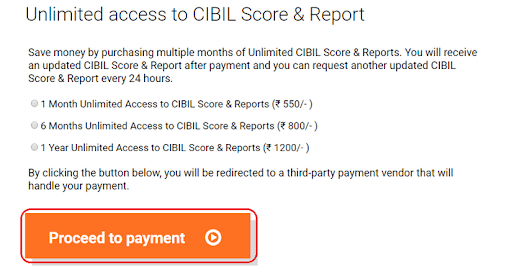 Unlimited access to CIBIL Score & Report
Save money by purchasing multiple months of Unlimited CIBIL Score & Reports. You will receive
an updated CIBIL Score & Report after payment and you can request another updated CIBIL
Score & Report every 24 hours.
1 Month Unlimited Access to CIBIL Score & Reports (₹ 550/- )
6 Months Unlimited Access to CIBIL Score & Reports (₹ 800/- )
1 Year Unlimited Access to CIBIL Score & Reports (₹ 1200/- )
By clicking the button below, you will be redirected to a third-party payment vendor that will
handle your payment.
Proceed to payment